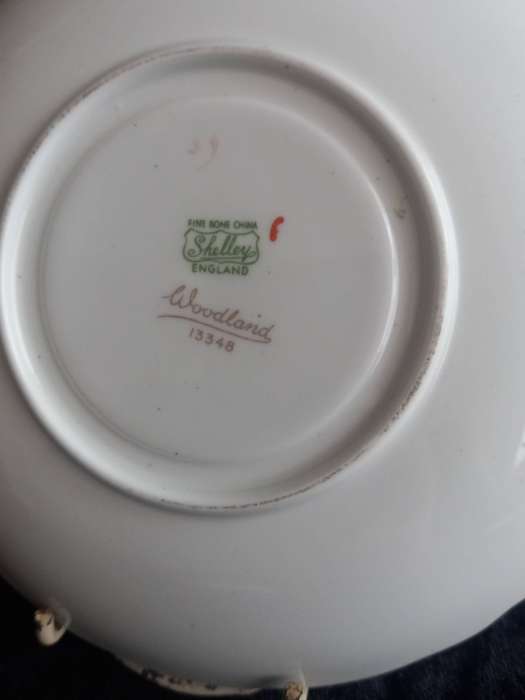 FINE BONE CHINA
Shelley
ENGLAND
Woodland
13348